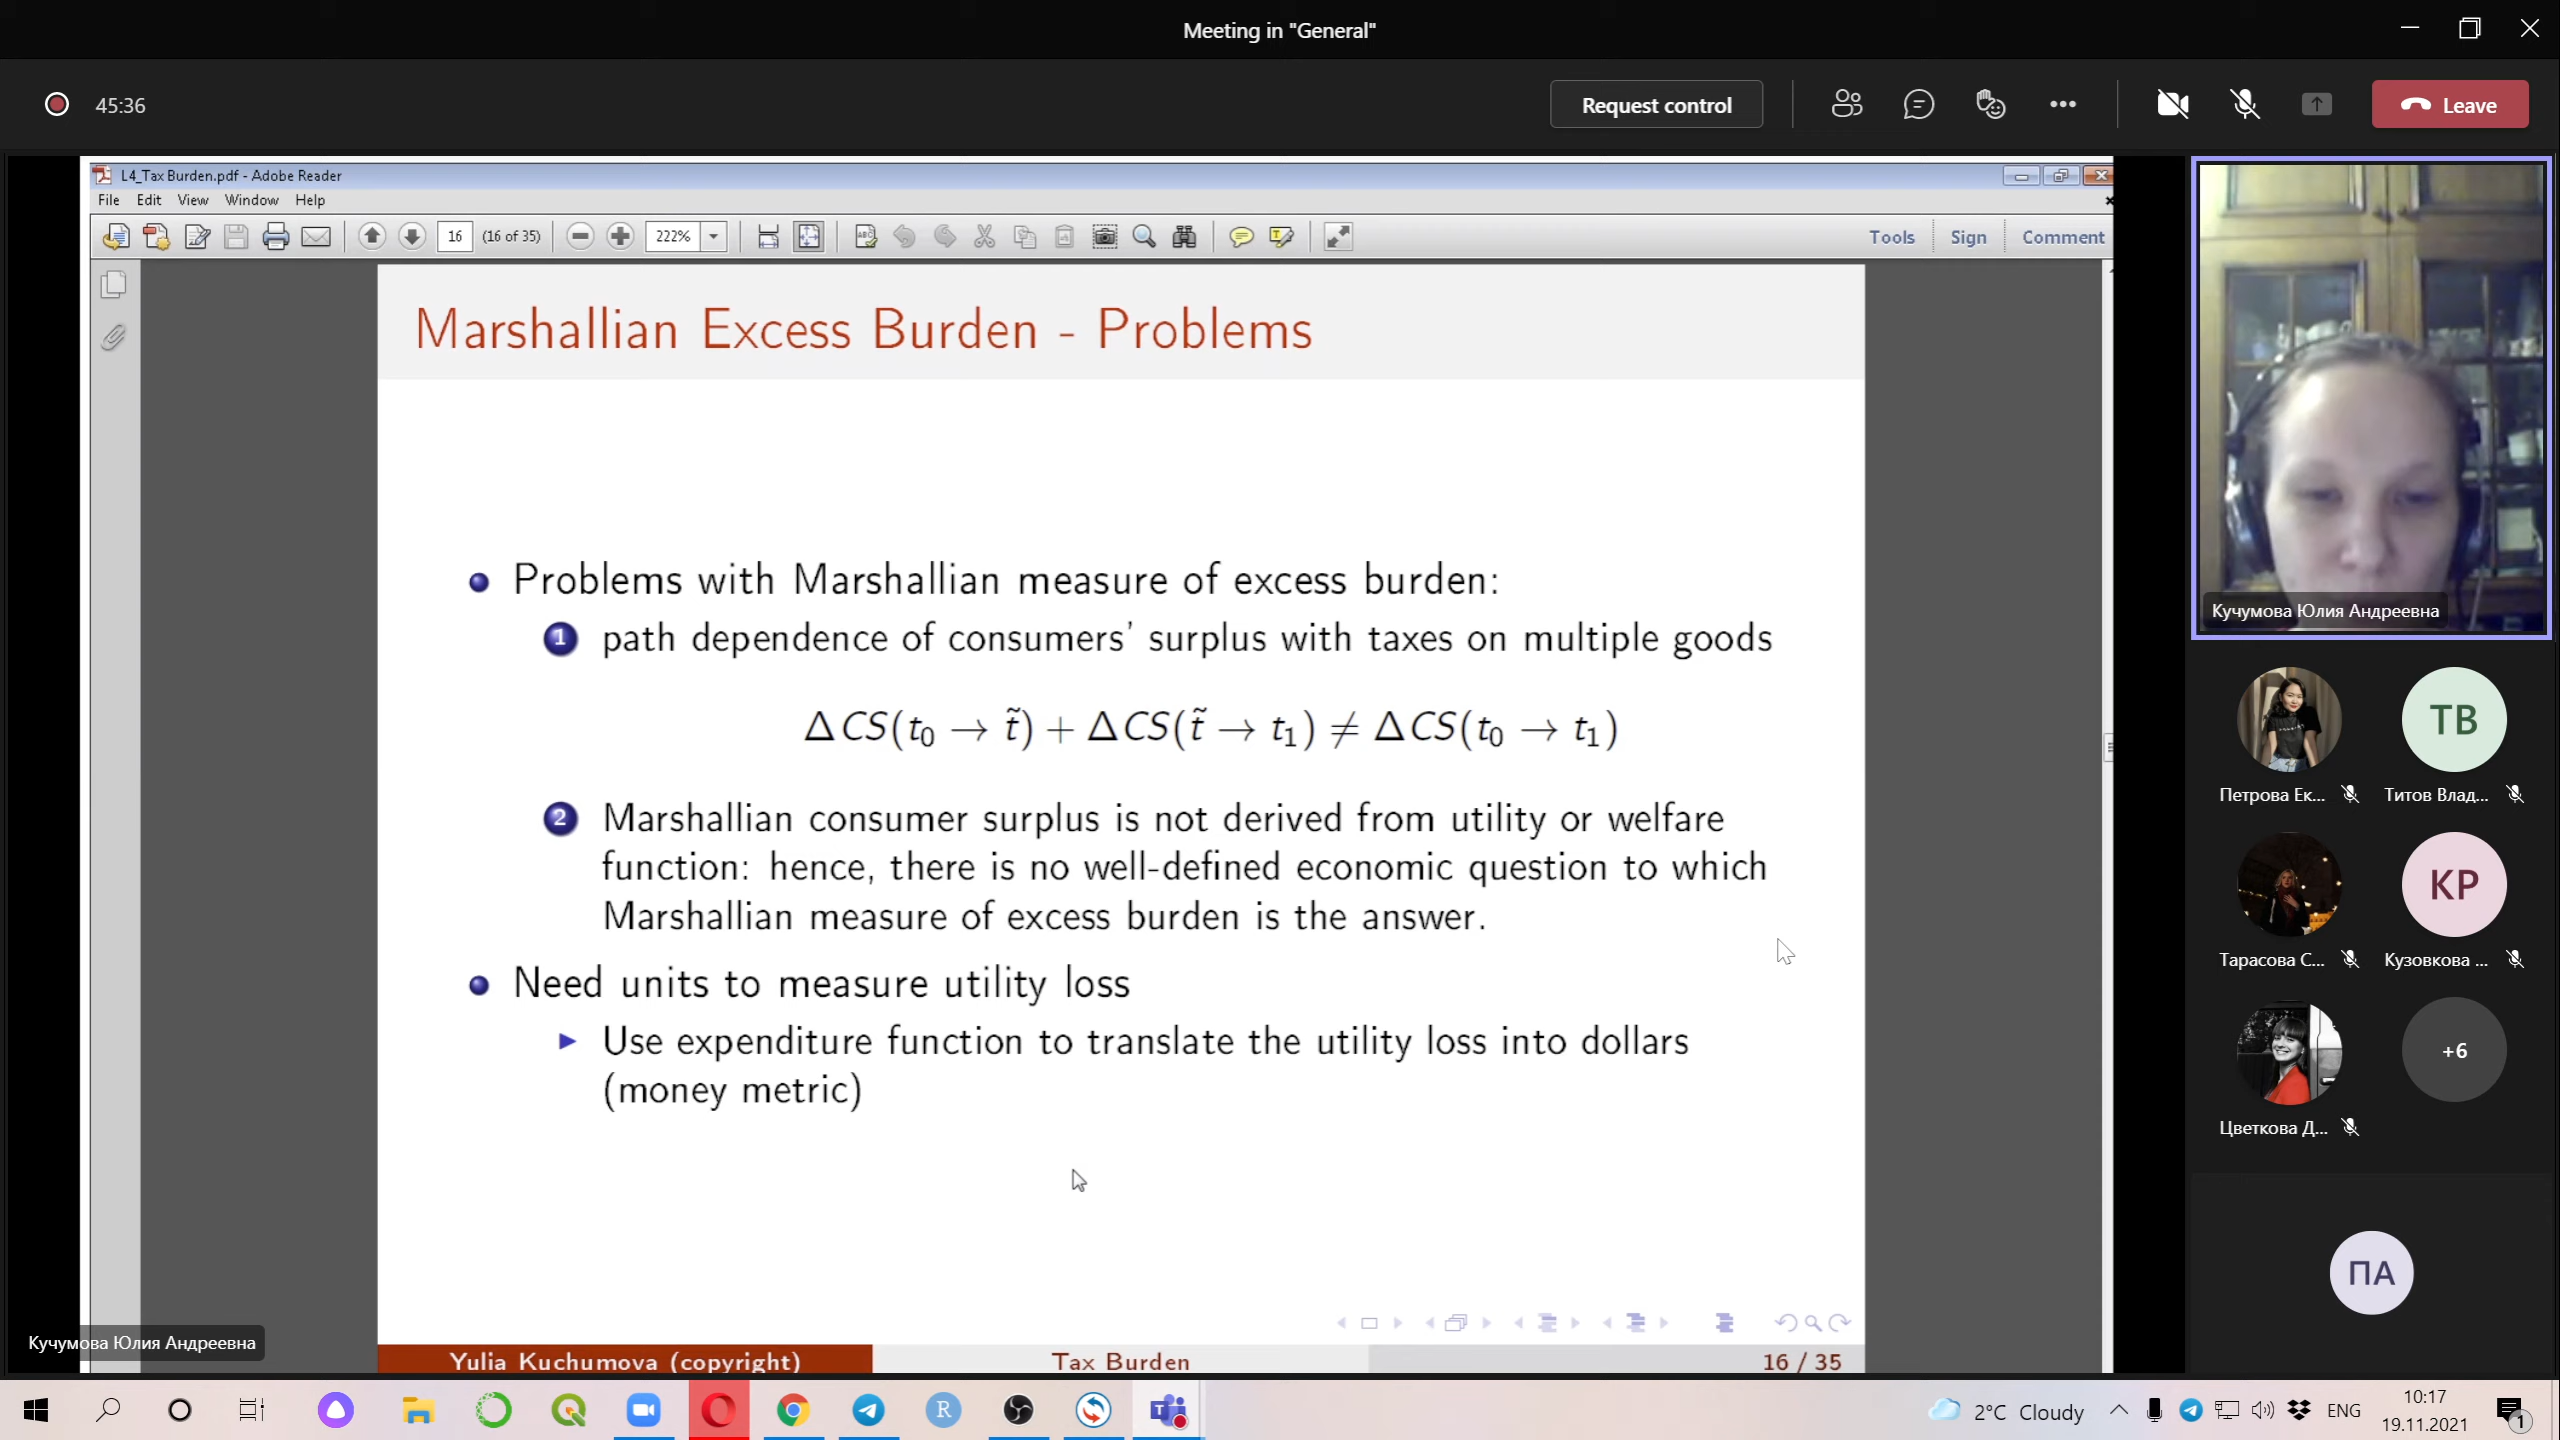 Meeting in "General"
45:36
Request control
Leave
L4_Tax Burden.pdf - Adobe Reader
File Edit View Window Help
16 (16 of 35) 222% Tools Sign Comment
Marshallian Excess Burden - Problems
Problems with Marshallian measure of excess burden:
1 path dependence of consumers' surplus with taxes on multiple goods
ΔCS(t₀ → t̃) + ΔCS(t̃ → t₁) ≠ ΔCS(t₀ → t₁)
2 Marshallian consumer surplus is not derived from utility or welfare
function: hence, there is no well-defined economic question to which
Marshallian measure of excess burden is the answer.
Need units to measure utility loss
Use expenditure function to translate the utility loss into dollars
(money metric)
Yulia Kuchumova (copyright) Tax Burden 16 / 35
Кучумова Юлия Андреевна
Кучумова Юлия Андреевна
ТВ
Петрова Ек... Титов Влад...
КР
Тарасова С... Кузовкова ...
+6
Цветкова Д...
ПА
2°C Cloudy
ENG
10:17
19.11.2021
1